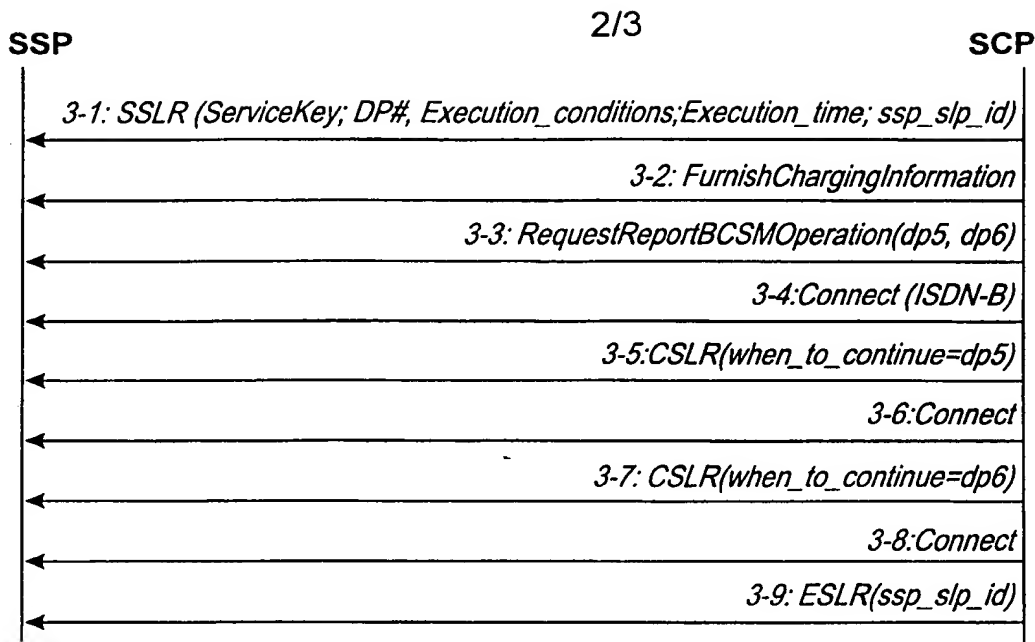 2/3
SSP
SCP
3-1: SSLR (ServiceKey; DP#, Execution_conditions;Execution_time; ssp_slp_id)
3-2: FurnishChargingInformation
3-3: RequestReportBCSMOperation(dp5, dp6)
3-4:Connect (ISDN-B)
3-5:CSLR(when_to_continue=dp5)
3-6:Connect
3-7: CSLR(when_to_continue=dp6)
3-8:Connect
3-9: ESLR(ssp_slp_id)